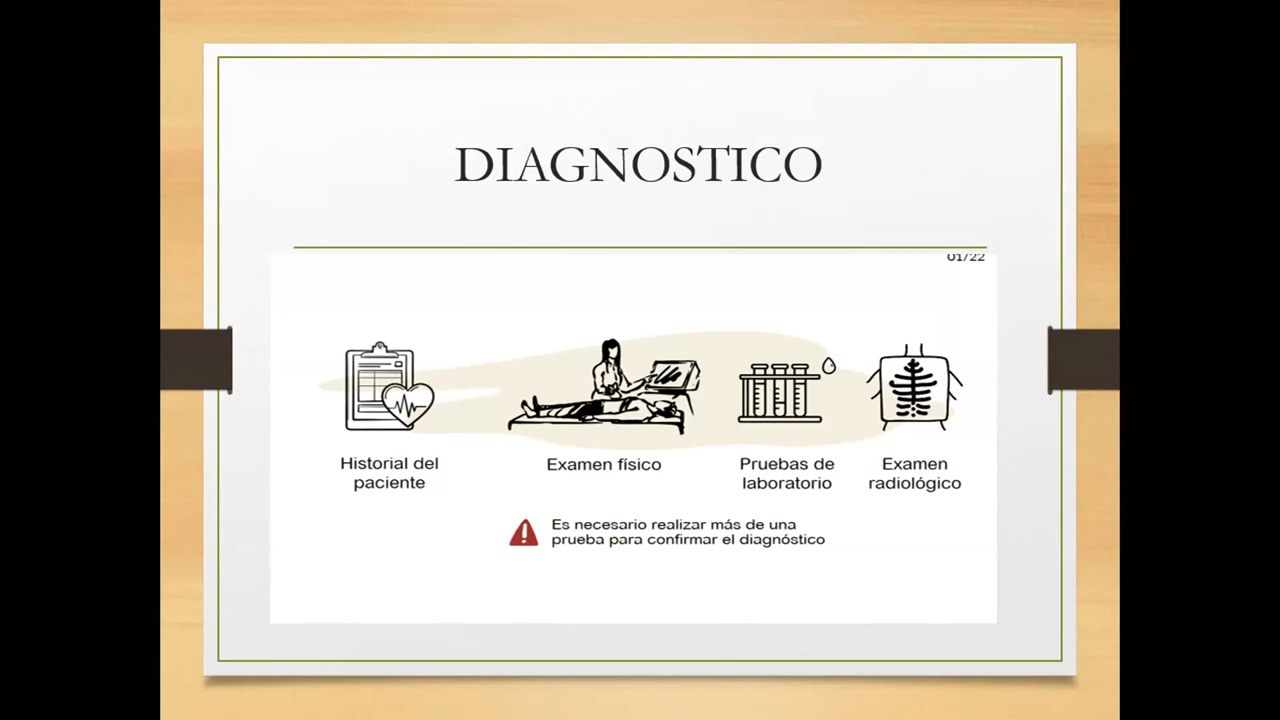 DIAGNOSTICO
01/22
Historial del
paciente
Examen físico
Pruebas de
laboratorio
Examen
radiológico
Es necesario realizar más de una
prueba para confirmar el diagnóstico